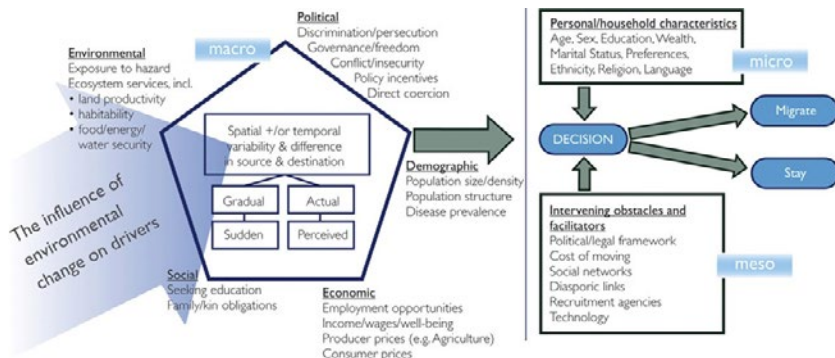 Political
Discrimination/persecution
Governance/freedom
Conflict/insecurity
Policy incentives
Direct coercion
macro
Environmental
Exposure to hazard
Ecosystem services, incl.
• land productivity
• habitability
• food/energy/
water security
Spatial +/or temporal
variability & difference
in source & destination
Gradual
Actual
Sudden
Perceived
The influence of
environmental
change on drivers
Demographic
Population size/density
Population structure
Disease prevalence
Social
Seeking education
Family/kin obligations
Economic
Employment opportunities
Income/wages/well-being
Producer prices (e.g. Agriculture)
Consumer prices
Personal/household characteristics
Age, Sex, Education, Wealth,
Marital Status, Preferences,
Ethnicity, Religion, Language
micro
DECISION
Migrate
Stay
Intervening obstacles and
facilitators
Political/legal framework
Cost of moving
Social networks
Diasporic links
Recruitment agencies
Technology
meso